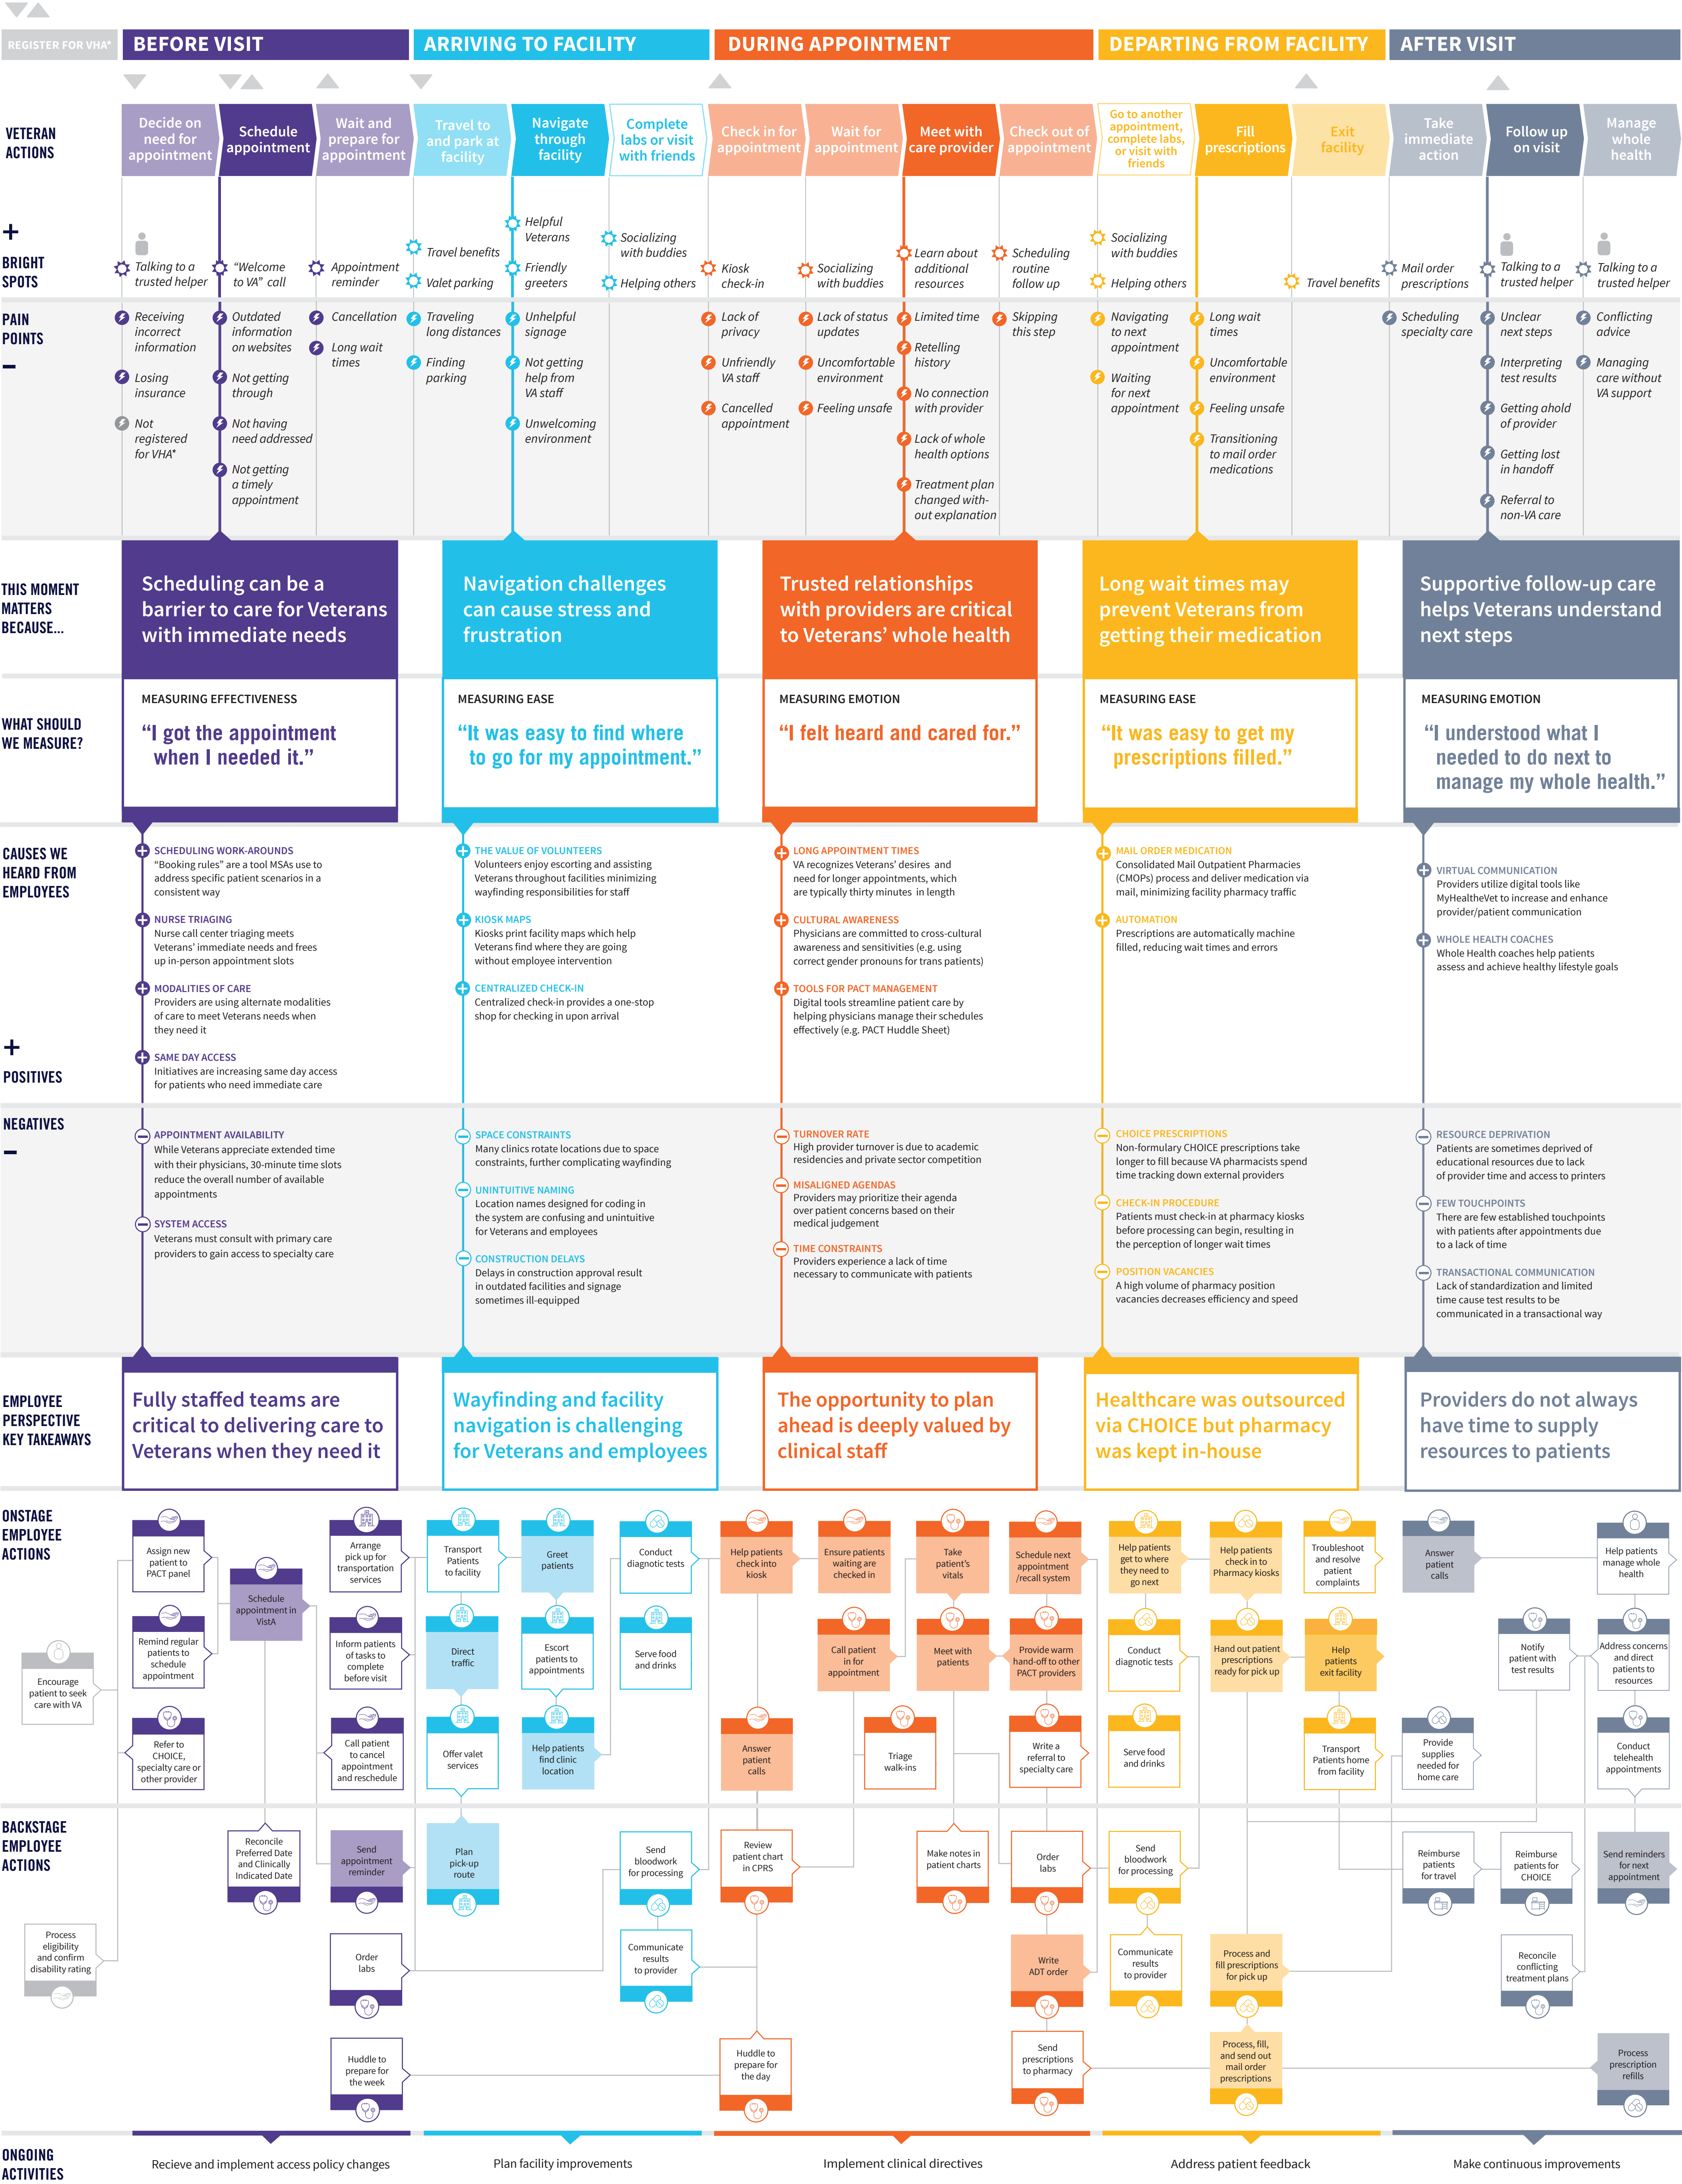 REGISTER FOR VHA*
BEFORE VISIT
ARRIVING TO FACILITY
DURING APPOINTMENT
DEPARTING FROM FACILITY
AFTER VISIT
VETERAN
ACTIONS
Decide on
need for
appointment
Schedule
appointment
Wait and
prepare for
appointment
Travel to
and park at
facility
Navigate
through
facility
Complete
labs or visit
with friends
Check in for
appointment
Wait for
appointment
Meet with
care provider
Check out of
appointment
Go to another
appointment,
complete labs,
or visit with
friends
Fill
prescriptions
Exit
facility
Take
immediate
action
Follow up
on visit
Manage
whole
health
+
BRIGHT
SPOTS
Talking to a
trusted helper
“Welcome
to VA” call
Appointment
reminder
Travel benefits
Valet parking
Helpful
Veterans
Friendly
greeters
Socializing
with buddies
Helping others
Kiosk
check-in
Socializing
with buddies
Learn about
additional
resources
Scheduling
routine
follow up
Socializing
with buddies
Helping others
Travel benefits
Mail order
prescriptions
Talking to a
trusted helper
Talking to a
trusted helper
PAIN
POINTS
–
Receiving
incorrect
information
Losing
insurance
Not
registered
for VHA*
Outdated
information
on websites
Not getting
through
Not having
need addressed
Not getting
a timely
appointment
Cancellation
Long wait
times
Traveling
long distances
Finding
parking
Unhelpful
signage
Not getting
help from
VA staff
Unwelcoming
environment
Lack of
privacy
Unfriendly
VA staff
Cancelled
appointment
Lack of status
updates
Uncomfortable
environment
Feeling unsafe
Limited time
Retelling
history
No connection
with provider
Lack of whole
health options
Treatment plan
changed with-
out explanation
Skipping
this step
Navigating
to next
appointment
Waiting
for next
appointment
Long wait
times
Uncomfortable
environment
Feeling unsafe
Transitioning
to mail order
medications
Scheduling
specialty care
Unclear
next steps
Interpreting
test results
Getting ahold
of provider
Getting lost
in handoff
Referral to
non-VA care
Conflicting
advice
Managing
care without
VA support
THIS MOMENT
MATTERS
BECAUSE...
Scheduling can be a
barrier to care for Veterans
with immediate needs
Navigation challenges
can cause stress and
frustration
Trusted relationships
with providers are critical
to Veterans’ whole health
Long wait times may
prevent Veterans from
getting their medication
Supportive follow-up care
helps Veterans understand
next steps
WHAT SHOULD
WE MEASURE?
MEASURING EFFECTIVENESS
“I got the appointment
when I needed it.”
MEASURING EASE
“It was easy to find where
to go for my appointment.”
MEASURING EMOTION
“I felt heard and cared for.”
MEASURING EASE
“It was easy to get my
prescriptions filled.”
MEASURING EMOTION
“I understood what I
needed to do next to
manage my whole health.”
CAUSES WE
HEARD FROM
EMPLOYEES
+
POSITIVES
SCHEDULING WORK-AROUNDS
“Booking rules” are a tool MSAs use to
address specific patient scenarios in a
consistent way
NURSE TRIAGING
Nurse call center triaging meets
Veterans’ immediate needs and frees
up in-person appointment slots
MODALITIES OF CARE
Providers are using alternate modalities
of care to meet Veterans needs when
they need it
SAME DAY ACCESS
Initiatives are increasing same day access
for patients who need immediate care
THE VALUE OF VOLUNTEERS
Volunteers enjoy escorting and assisting
Veterans throughout facilities minimizing
wayfinding responsibilities for staff
KIOSK MAPS
Kiosks print facility maps which help
Veterans find where they are going
without employee intervention
CENTRALIZED CHECK-IN
Centralized check-in provides a one-stop
shop for checking in upon arrival
LONG APPOINTMENT TIMES
VA recognizes Veterans’ desires and
need for longer appointments, which
are typically thirty minutes in length
CULTURAL AWARENESS
Physicians are committed to cross-cultural
awareness and sensitivities (e.g. using
correct gender pronouns for trans patients)
TOOLS FOR PACT MANAGEMENT
Digital tools streamline patient care by
helping physicians manage their schedules
effectively (e.g. PACT Huddle Sheet)
MAIL ORDER MEDICATION
Consolidated Mail Outpatient Pharmacies
(CMOPs) process and deliver medication via
mail, minimizing facility pharmacy traffic
AUTOMATION
Prescriptions are automatically machine
filled, reducing wait times and errors
VIRTUAL COMMUNICATION
Providers utilize digital tools like
MyHealtheVet to increase and enhance
provider/patient communication
WHOLE HEALTH COACHES
Whole Health coaches help patients
assess and achieve healthy lifestyle goals
NEGATIVES
–
APPOINTMENT AVAILABILITY
While Veterans appreciate extended time
with their physicians, 30-minute time slots
reduce the overall number of available
appointments
SYSTEM ACCESS
Veterans must consult with primary care
providers to gain access to specialty care
SPACE CONSTRAINTS
Many clinics rotate locations due to space
constraints, further complicating wayfinding
UNINTUITIVE NAMING
Location names designed for coding in
the system are confusing and unintuitive
for Veterans and employees
CONSTRUCTION DELAYS
Delays in construction approval result
in outdated facilities and signage
sometimes ill-equipped
TURNOVER RATE
High provider turnover is due to academic
residencies and private sector competition
MISALIGNED AGENDAS
Providers may prioritize their agenda
over patient concerns based on their
medical judgement
TIME CONSTRAINTS
Providers experience a lack of time
necessary to communicate with patients
CHOICE PRESCRIPTIONS
Non-formulary CHOICE prescriptions take
longer to fill because VA pharmacists spend
time tracking down external providers
CHECK-IN PROCEDURE
Patients must check-in at pharmacy kiosks
before processing can begin, resulting in
the perception of longer wait times
POSITION VACANCIES
A high volume of pharmacy position
vacancies decreases efficiency and speed
RESOURCE DEPRIVATION
Patients are sometimes deprived of
educational resources due to lack
of provider time and access to printers
FEW TOUCHPOINTS
There are few established touchpoints
with patients after appointments due
to a lack of time
TRANSACTIONAL COMMUNICATION
Lack of standardization and limited
time cause test results to be
communicated in a transactional way
EMPLOYEE
PERSPECTIVE
KEY TAKEAWAYS
Fully staffed teams are
critical to delivering care to
Veterans when they need it
Wayfinding and facility
navigation is challenging
for Veterans and employees
The opportunity to plan
ahead is deeply valued by
clinical staff
Healthcare was outsourced
via CHOICE but pharmacy
was kept in-house
Providers do not always
have time to supply
resources to patients
ONSTAGE
EMPLOYEE
ACTIONS
Encourage
patient to seek
care with VA
Assign new
patient to
PACT panel
Remind regular
patients to
schedule
appointment
Refer to
CHOICE,
specialty care or
other provider
Schedule
appointment in
VistA
Arrange
pick up for
transportation
services
Inform patients
of tasks to
complete
before visit
Call patient
to cancel
appointment
and reschedule
Transport
Patients
to facility
Direct
traffic
Offer valet
services
Greet
patients
Escort
patients to
appointments
Help patients
find clinic
location
Conduct
diagnostic tests
Serve food
and drinks
Help patients
check into
kiosk
Answer
patient
calls
Ensure patients
waiting are
checked in
Call patient
in for
appointment
Triage
walk-ins
Take
patient’s
vitals
Meet with
patients
Schedule next
appointment
/recall system
Provide warm
hand-off to other
PACT providers
Write a
referral to
specialty care
Help patients
get to where
they need to
go next
Conduct
diagnostic tests
Serve food
and drinks
Help patients
check in to
Pharmacy kiosks
Hand out patient
prescriptions
ready for pick up
Troubleshoot
and resolve
patient
complaints
Help
patients
exit facility
Transport
Patients home
from facility
Answer
patient
calls
Provide
supplies
needed for
home care
Notify
patient with
test results
Help patients
manage whole
health
Address concerns
and direct
patients to
resources
Conduct
telehealth
appointments
BACKSTAGE
EMPLOYEE
ACTIONS
Process
eligibility
and confirm
disability rating
Reconcile
Preferred Date
and Clinically
Indicated Date
Send
appointment
reminder
Order
labs
Huddle to
prepare for
the week
Plan
pick-up
route
Send
bloodwork
for processing
Communicate
results
to provider
Review
patient chart
in CPRS
Huddle to
prepare for
the day
Make notes in
patient charts
Order
labs
Write
ADT order
Send
prescriptions
to pharmacy
Send
bloodwork
for processing
Communicate
results
to provider
Process and
fill prescriptions
for pick up
Process, fill,
and send out
mail order
prescriptions
Reimburse
patients
for travel
Reimburse
patients for
CHOICE
Reconcile
conflicting
treatment plans
Send reminders
for next
appointment
Process
prescription
refills
ONGOING
ACTIVITIES
Recieve and implement access policy changes
Plan facility improvements
Implement clinical directives
Address patient feedback
Make continuous improvements